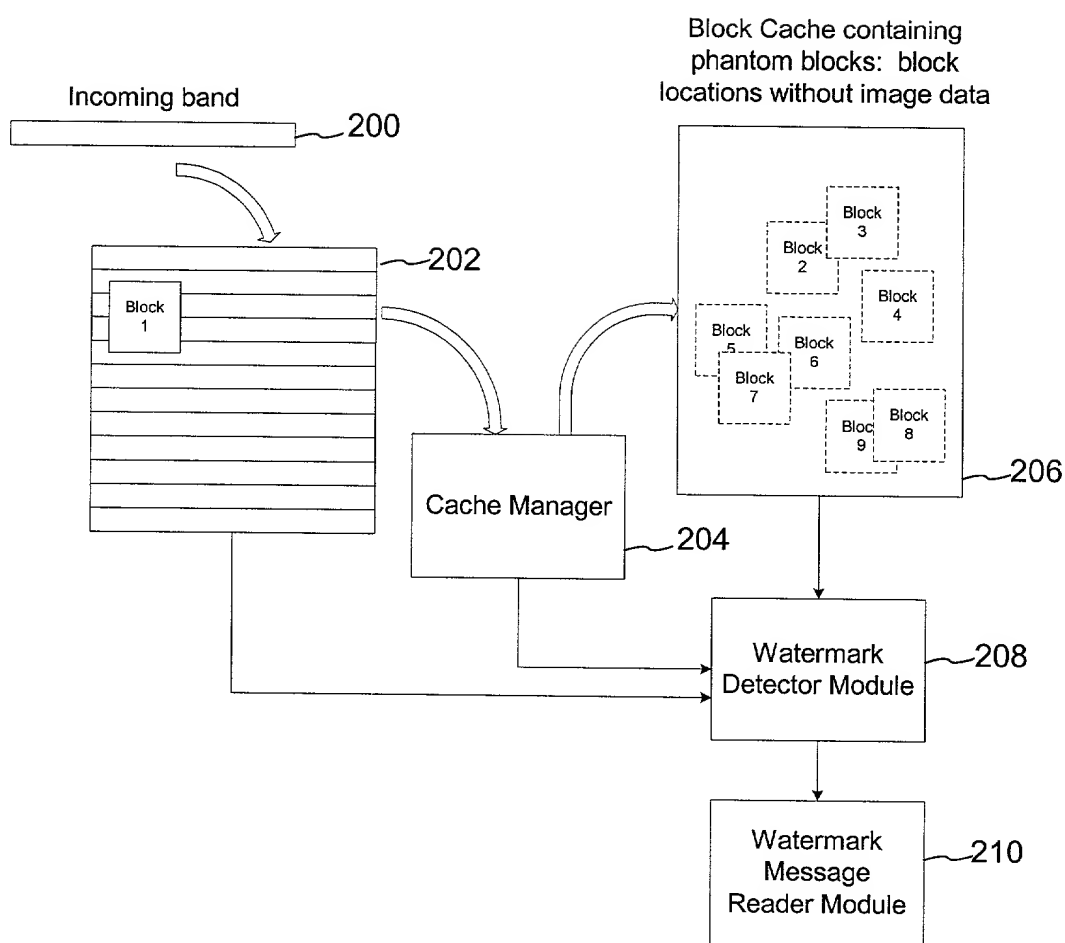 Block Cache containing
phantom blocks: block
locations without image data
Incoming band
200
202
Block
1
Block
3
Block
2
Block
4
Block
5
Block
6
Block
7
Block
8
Block
9
206
Cache Manager
204
Watermark
Detector Module
208
Watermark
Message
Reader Module
210